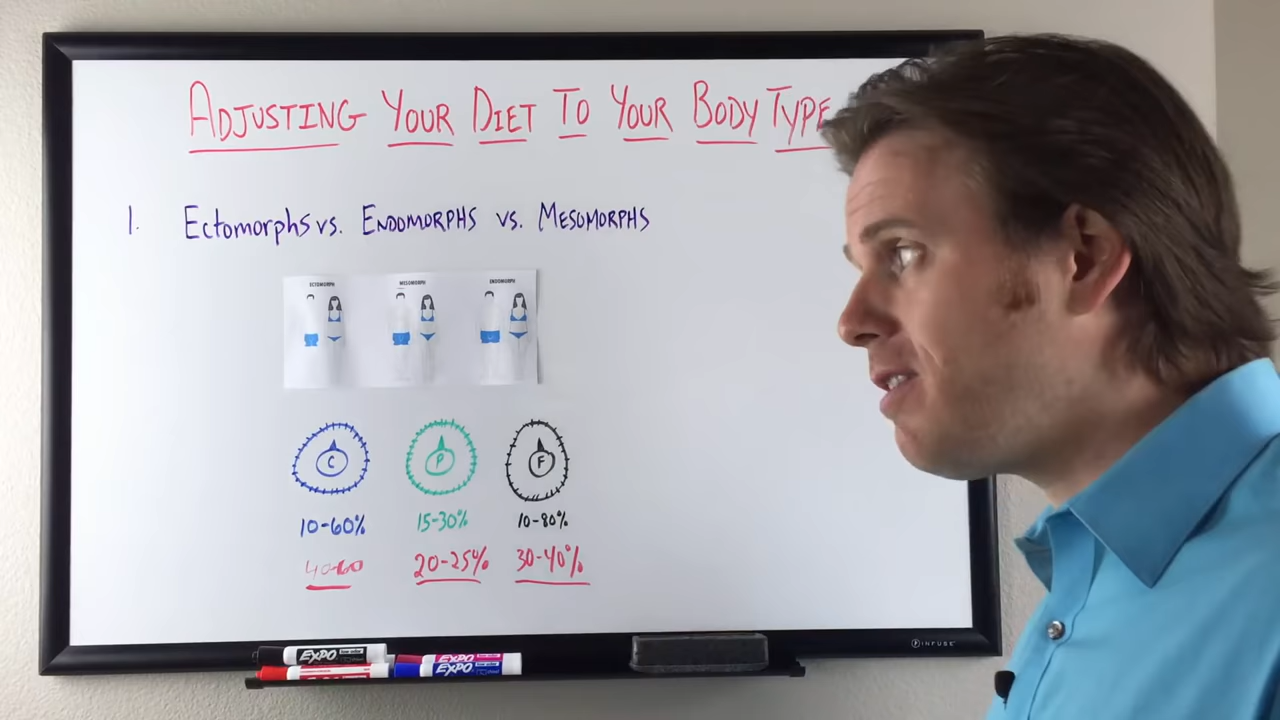 ADJUSTING YOUR DIET TO YOUR BODY TYPE
1. Ectomorphs vs. ENDOMORPHS vs. MESOMORPHS
ECTOMORPH MESOMORPH ENDOMORPH
C P F
10-60% 15-30% 10-80%
40-60 20-25% 30-40%
INFUSE
EXPO EXPO
EXPO